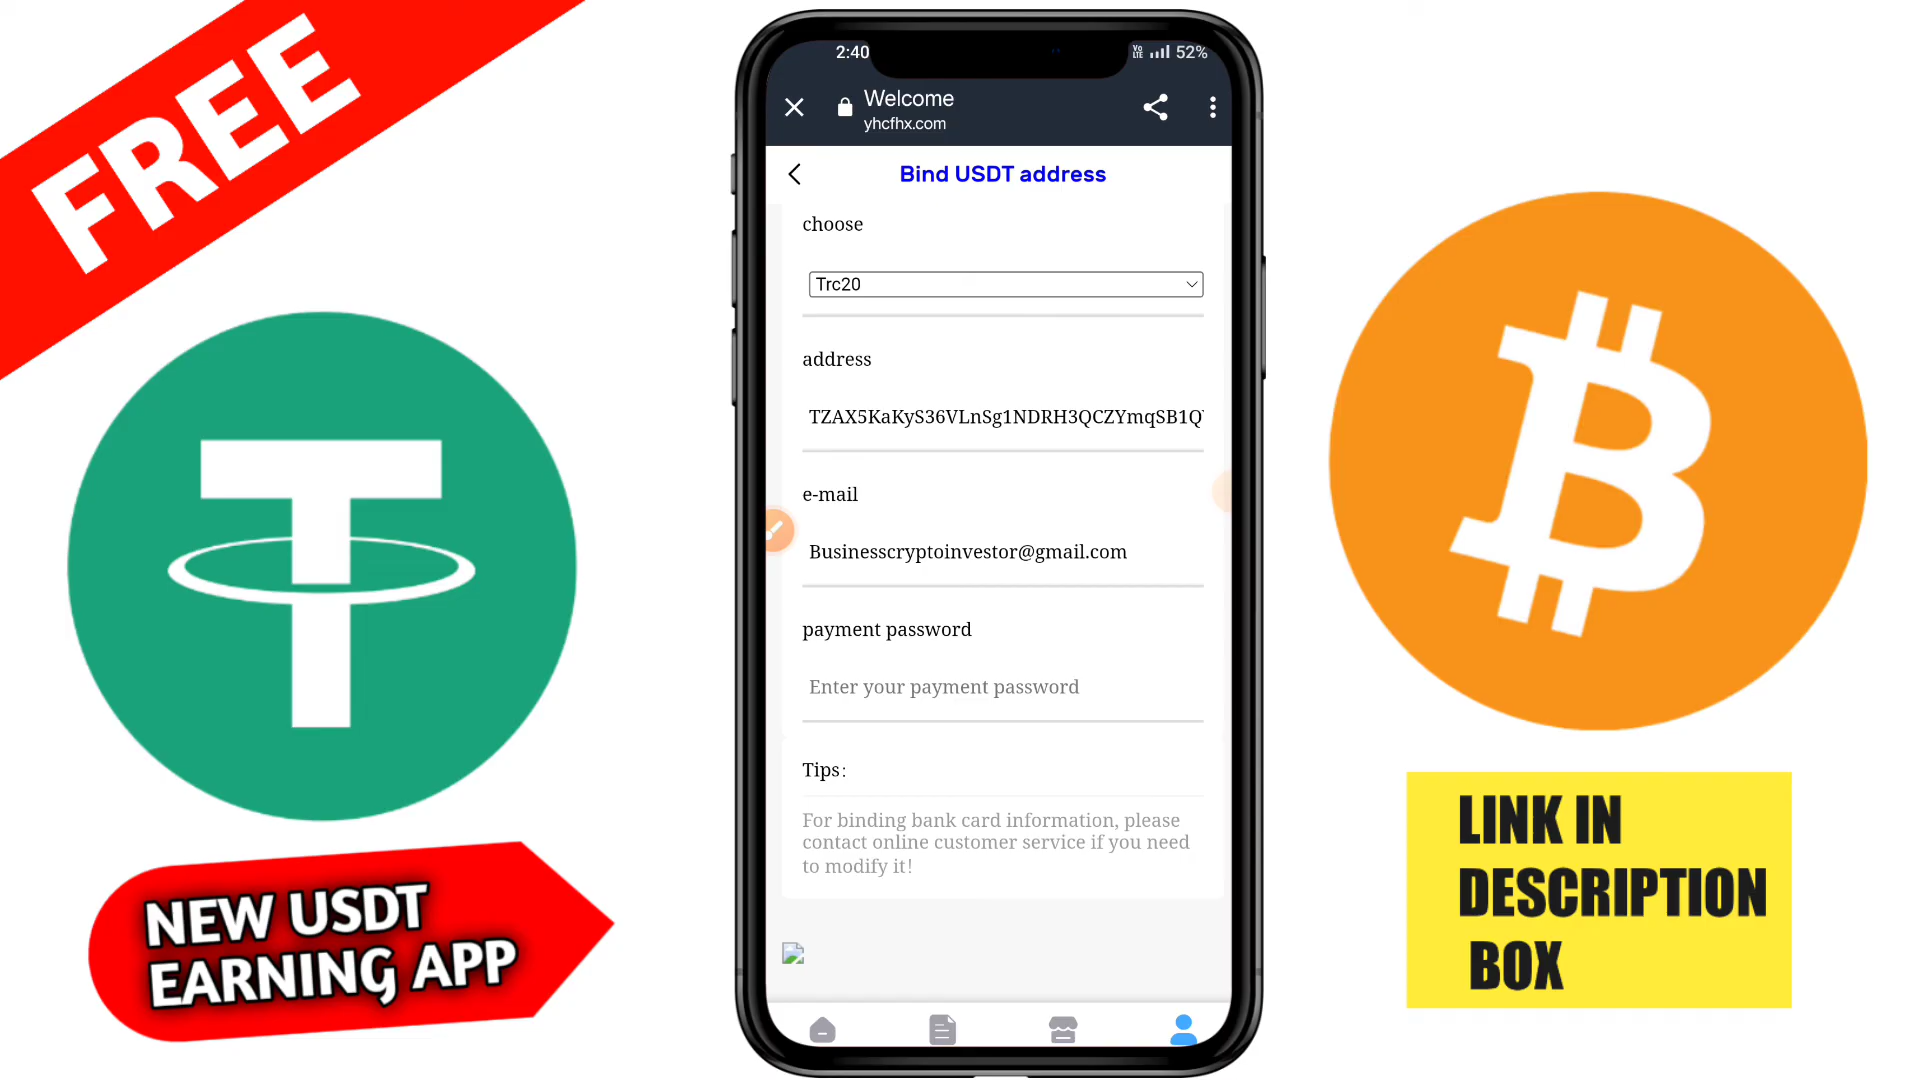 FREE
2:40
Vo LTE 52%
Welcome
yhcfhx.com
Bind USDT address
choose
Trc20
address
TZAX5KaKyS36VLnSg1NDRH3QCZYmqSB1Q
e-mail
Businesscryptoinvestor@gmail.com
payment password
Enter your payment password
Tips:
For binding bank card information, please
contact online customer service if you need
to modify it!
NEW USDT
EARNING APP
LINK IN
DESCRIPTION
BOX